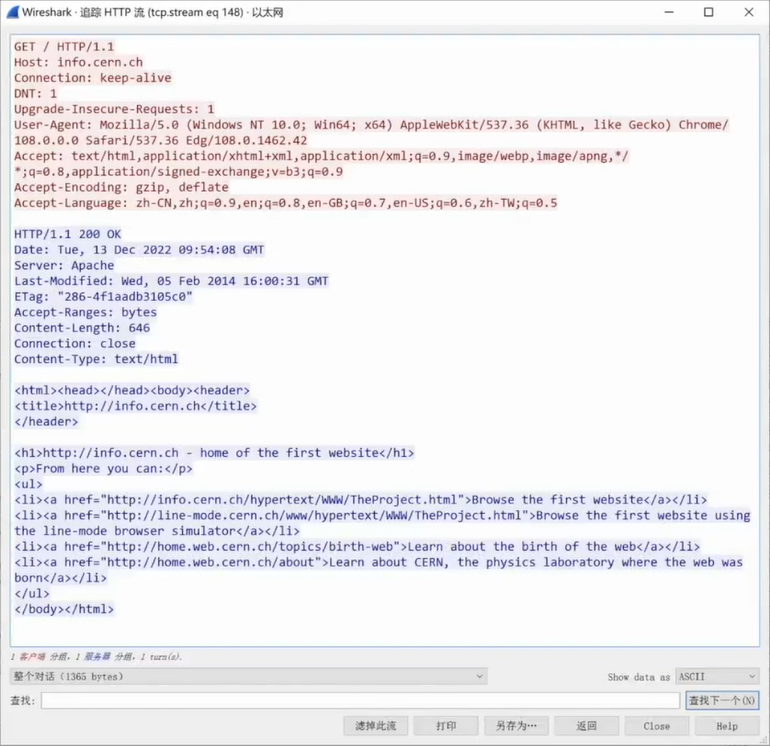 Wireshark · 追踪 HTTP 流 (tcp.stream eq 148) · 以太网
GET / HTTP/1.1
Host: info.cern.ch
Connection: keep-alive
DNT: 1
Upgrade-Insecure-Requests: 1
User-Agent: Mozilla/5.0 (Windows NT 10.0; Win64; x64) AppleWebKit/537.36 (KHTML, like Gecko) Chrome/
108.0.0.0 Safari/537.36 Edg/108.0.1462.42
Accept: text/html,application/xhtml+xml,application/xml;q=0.9,image/webp,image/apng,*/
*;q=0.8,application/signed-exchange;v=b3;q=0.9
Accept-Encoding: gzip, deflate
Accept-Language: zh-CN,zh;q=0.9,en;q=0.8,en-GB;q=0.7,en-US;q=0.6,zh-TW;q=0.5
HTTP/1.1 200 OK
Date: Tue, 13 Dec 2022 09:54:08 GMT
Server: Apache
Last-Modified: Wed, 05 Feb 2014 16:00:31 GMT
ETag: "286-4f1aadb3105c0"
Accept-Ranges: bytes
Content-Length: 646
Connection: close
Content-Type: text/html
<html><head></head><body><header>
<title>http://info.cern.ch</title>
</header>
<h1>http://info.cern.ch - home of the first website</h1>
<p>From here you can:</p>
<ul>
<li><a href="http://info.cern.ch/hypertext/WWW/TheProject.html">Browse the first website</a></li>
<li><a href="http://line-mode.cern.ch/www/hypertext/WWW/TheProject.html">Browse the first website using
the line-mode browser simulator</a></li>
<li><a href="http://home.web.cern.ch/topics/birth-web">Learn about the birth of the web</a></li>
<li><a href="http://home.web.cern.ch/about">Learn about CERN, the physics laboratory where the web was
born</a></li>
</ul>
</body></html>
1 客户端 分组, 1 服务器 分组, 1 turn(s).
整个对话 (1365 bytes)
Show data as ASCII
查找:
查找下一个(N)
滤掉此流 打印 另存为… 返回 Close Help